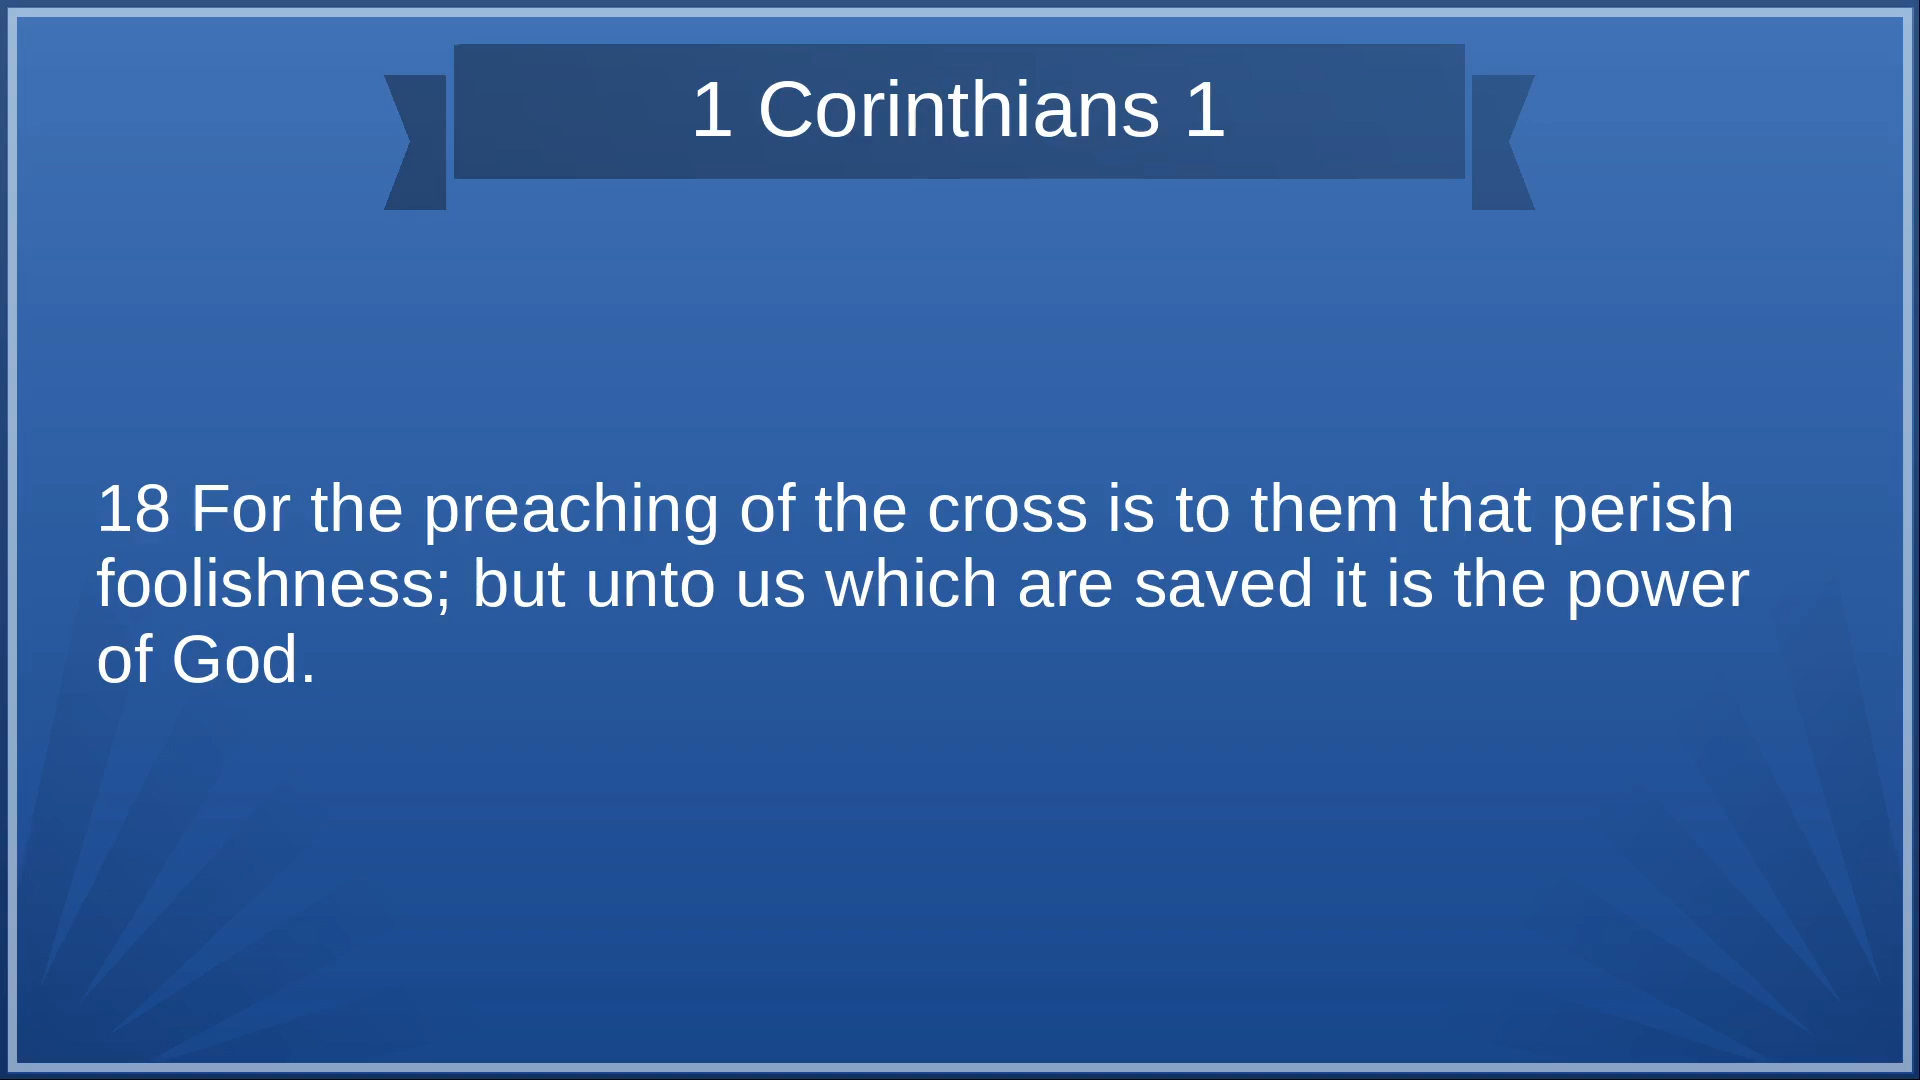 1 Corinthians 1
18 For the preaching of the cross is to them that perish
foolishness; but unto us which are saved it is the power
of God.